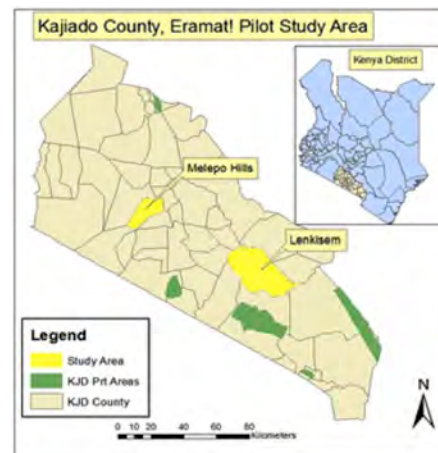 Kajiado County, Eramat! Pilot Study Area
Kenya District
Melepo Hills
Lenkisem
Legend
Study Area
KJD Prt Areas
KJD County
N
0 10 20 40 60 80
Kilometers